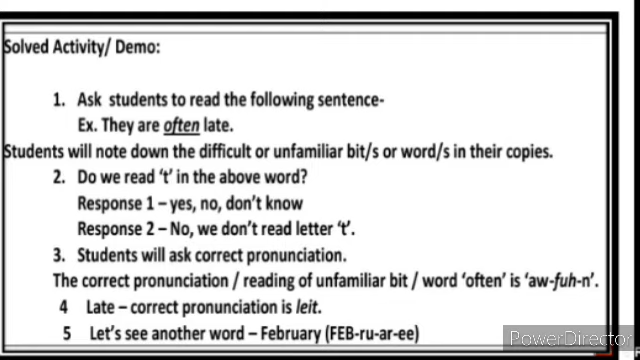 Solved Activity/ Demo:
1. Ask students to read the following sentence-
Ex. They are often late.
Students will note down the difficult or unfamiliar bit/s or word/s in their copies.
2. Do we read ‘t’ in the above word?
Response 1 – yes, no, don’t know
Response 2 – No, we don’t read letter ‘t’.
3. Students will ask correct pronunciation.
The correct pronunciation / reading of unfamiliar bit / word ‘often’ is ‘aw-fuh-n’.
4 Late – correct pronunciation is leit.
5 Let’s see another word – February (FEB-ru-ar-ee)
PowerDirector